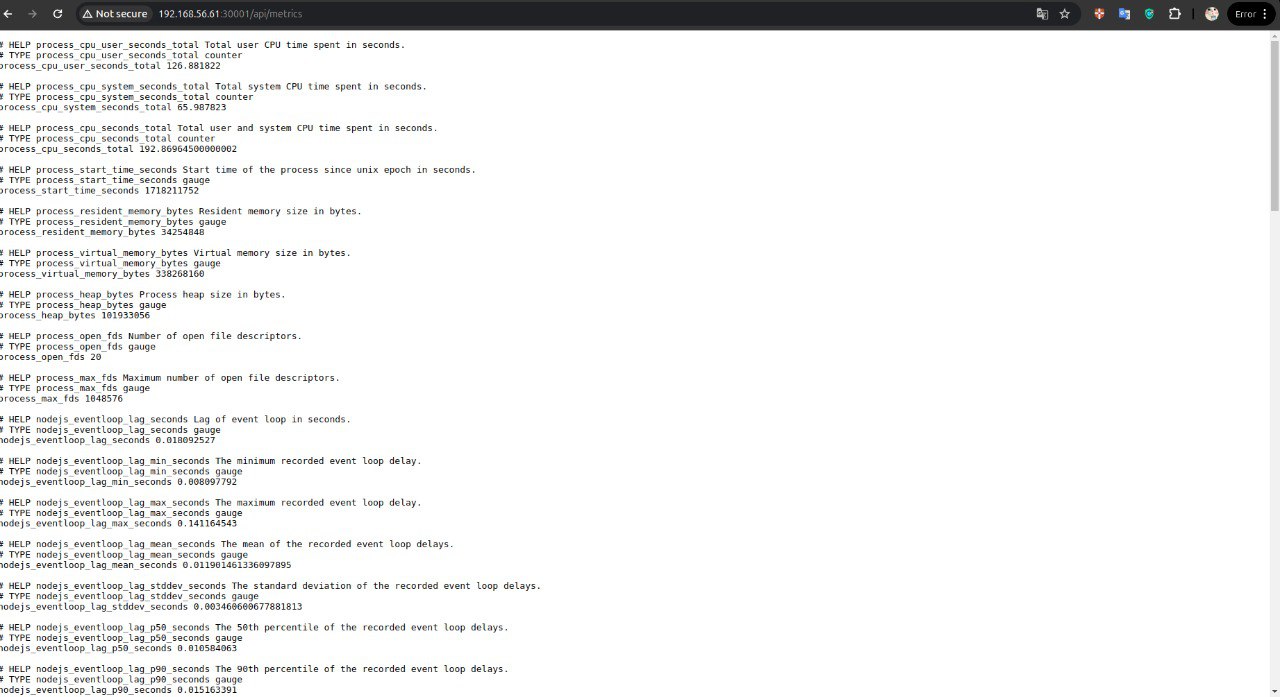 Not secure 192.168.56.61:30001/api/metrics Error
# HELP process_cpu_user_seconds_total Total user CPU time spent in seconds.
# TYPE process_cpu_user_seconds_total counter
process_cpu_user_seconds_total 126.881822
# HELP process_cpu_system_seconds_total Total system CPU time spent in seconds.
# TYPE process_cpu_system_seconds_total counter
process_cpu_system_seconds_total 65.987823
# HELP process_cpu_seconds_total Total user and system CPU time spent in seconds.
# TYPE process_cpu_seconds_total counter
process_cpu_seconds_total 192.86964500000002
# HELP process_start_time_seconds Start time of the process since unix epoch in seconds.
# TYPE process_start_time_seconds gauge
process_start_time_seconds 1718211752
# HELP process_resident_memory_bytes Resident memory size in bytes.
# TYPE process_resident_memory_bytes gauge
process_resident_memory_bytes 34254848
# HELP process_virtual_memory_bytes Virtual memory size in bytes.
# TYPE process_virtual_memory_bytes gauge
process_virtual_memory_bytes 338268160
# HELP process_heap_bytes Process heap size in bytes.
# TYPE process_heap_bytes gauge
process_heap_bytes 101933056
# HELP process_open_fds Number of open file descriptors.
# TYPE process_open_fds gauge
process_open_fds 20
# HELP process_max_fds Maximum number of open file descriptors.
# TYPE process_max_fds gauge
process_max_fds 1048576
# HELP nodejs_eventloop_lag_seconds Lag of event loop in seconds.
# TYPE nodejs_eventloop_lag_seconds gauge
nodejs_eventloop_lag_seconds 0.018092527
# HELP nodejs_eventloop_lag_min_seconds The minimum recorded event loop delay.
# TYPE nodejs_eventloop_lag_min_seconds gauge
nodejs_eventloop_lag_min_seconds 0.008097792
# HELP nodejs_eventloop_lag_max_seconds The maximum recorded event loop delay.
# TYPE nodejs_eventloop_lag_max_seconds gauge
nodejs_eventloop_lag_max_seconds 0.141164543
# HELP nodejs_eventloop_lag_mean_seconds The mean of the recorded event loop delays.
# TYPE nodejs_eventloop_lag_mean_seconds gauge
nodejs_eventloop_lag_mean_seconds 0.011901461336097895
# HELP nodejs_eventloop_lag_stddev_seconds The standard deviation of the recorded event loop delays.
# TYPE nodejs_eventloop_lag_stddev_seconds gauge
nodejs_eventloop_lag_stddev_seconds 0.003460600677881813
# HELP nodejs_eventloop_lag_p50_seconds The 50th percentile of the recorded event loop delays.
# TYPE nodejs_eventloop_lag_p50_seconds gauge
nodejs_eventloop_lag_p50_seconds 0.010584063
# HELP nodejs_eventloop_lag_p90_seconds The 90th percentile of the recorded event loop delays.
# TYPE nodejs_eventloop_lag_p90_seconds gauge
nodejs_eventloop_lag_p90_seconds 0.015163391